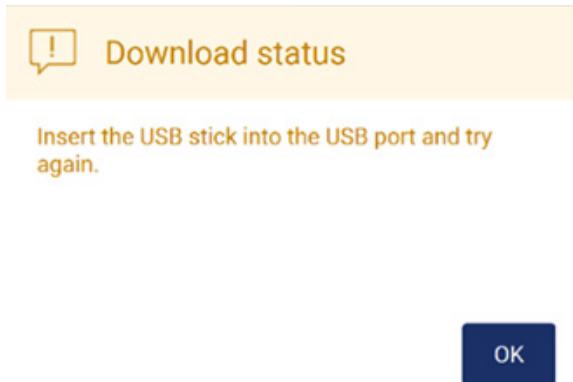 Download status
Insert the USB stick into the USB port and try
again.
OK